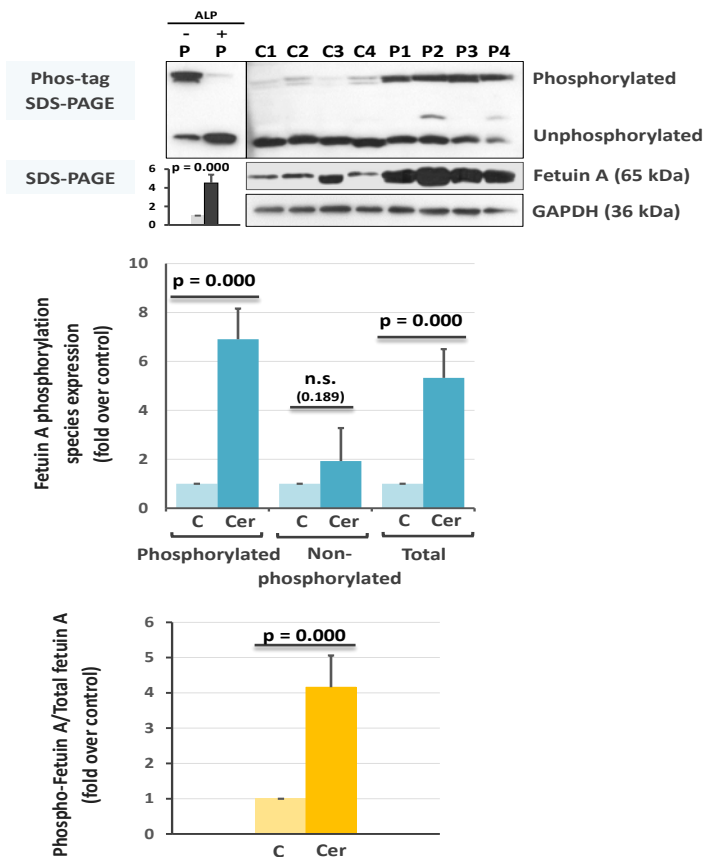 ALP
- +
P P C1 C2 C3 C4 P1 P2 P3 P4
Phos-tag
SDS-PAGE
Phosphorylated
Unphosphorylated
SDS-PAGE
p = 0.000
6
4
2
0
Fetuin A (65 kDa)
GAPDH (36 kDa)
Fetuin A phosphorylation
species expression
(fold over control)
10
8
6
4
2
0
p = 0.000
n.s.
(0.189)
p = 0.000
C Cer C Cer C Cer
Phosphorylated Non-
phosphorylated Total
Phospho-Fetuin A/Total fetuin A
(fold over control)
6
5
4
3
2
1
0
p = 0.000
C Cer